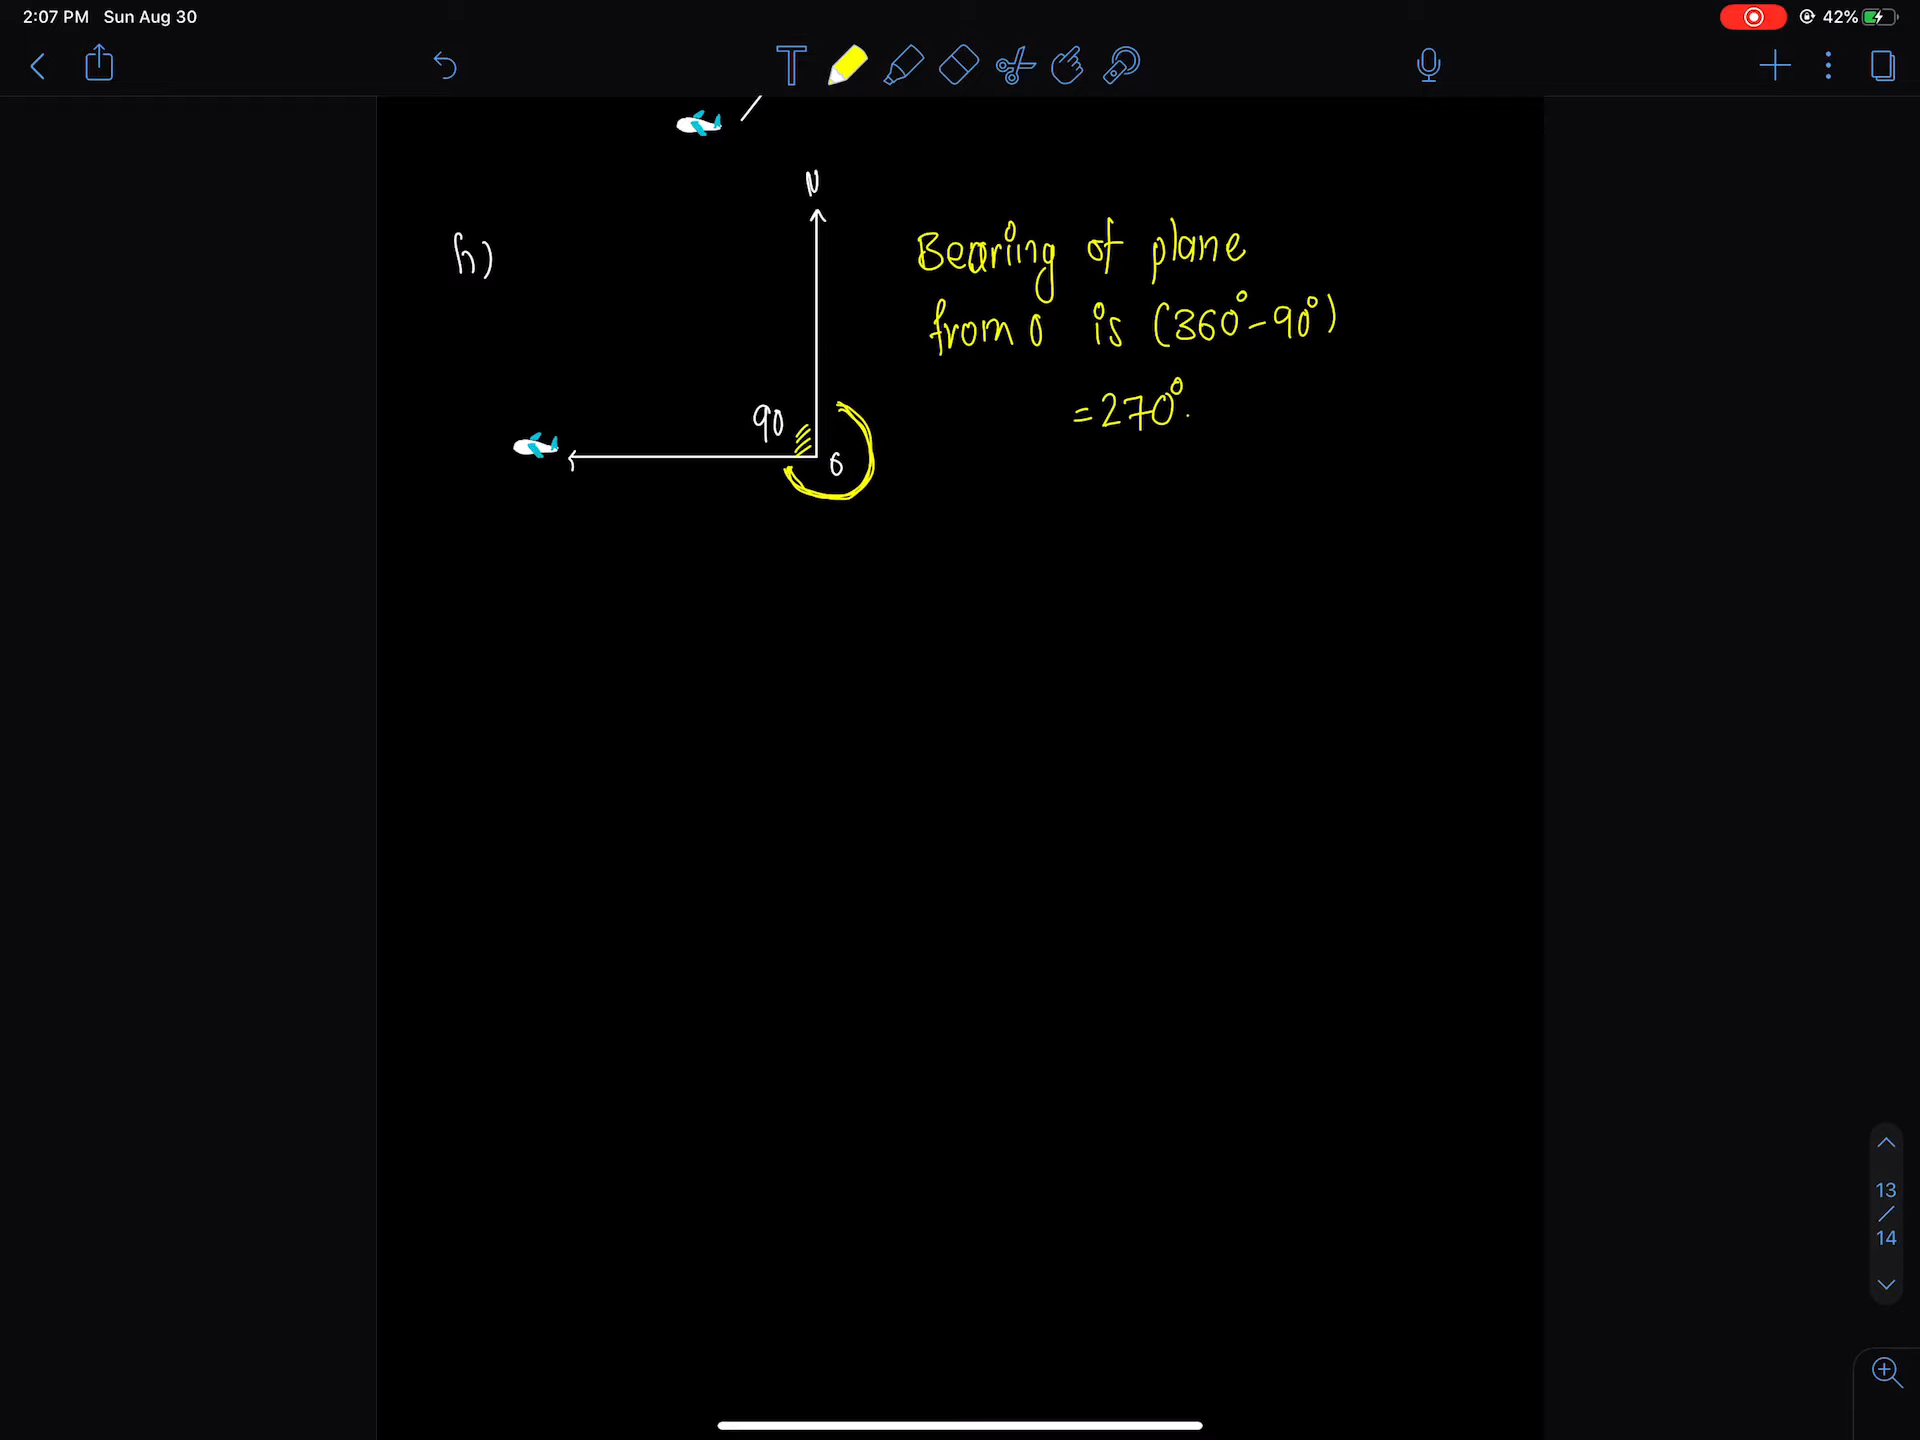 2:07 PM Sun Aug 30
42%
T
N
h)
Bearing of plane
from O is (360° - 90°)
= 270°.
90
O
13
/
14